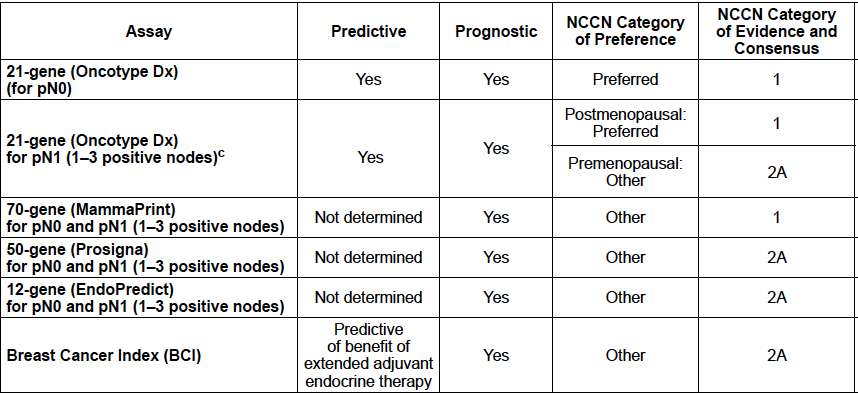 Assay
Predictive
Prognostic
NCCN Category
of Preference
NCCN Category
of Evidence and
Consensus
21-gene (Oncotype Dx)
(for pN0)
Yes
Yes
Preferred
1
21-gene (Oncotype Dx)
for pN1 (1–3 positive nodes)ᶜ
Yes
Yes
Postmenopausal:
Preferred
1
Premenopausal:
Other
2A
70-gene (MammaPrint)
for pN0 and pN1 (1–3 positive nodes)
Not determined
Yes
Other
1
50-gene (Prosigna)
for pN0 and pN1 (1–3 positive nodes)
Not determined
Yes
Other
2A
12-gene (EndoPredict)
for pN0 and pN1 (1–3 positive nodes)
Not determined
Yes
Other
2A
Breast Cancer Index (BCI)
Predictive
of benefit of
extended adjuvant
endocrine therapy
Yes
Other
2A